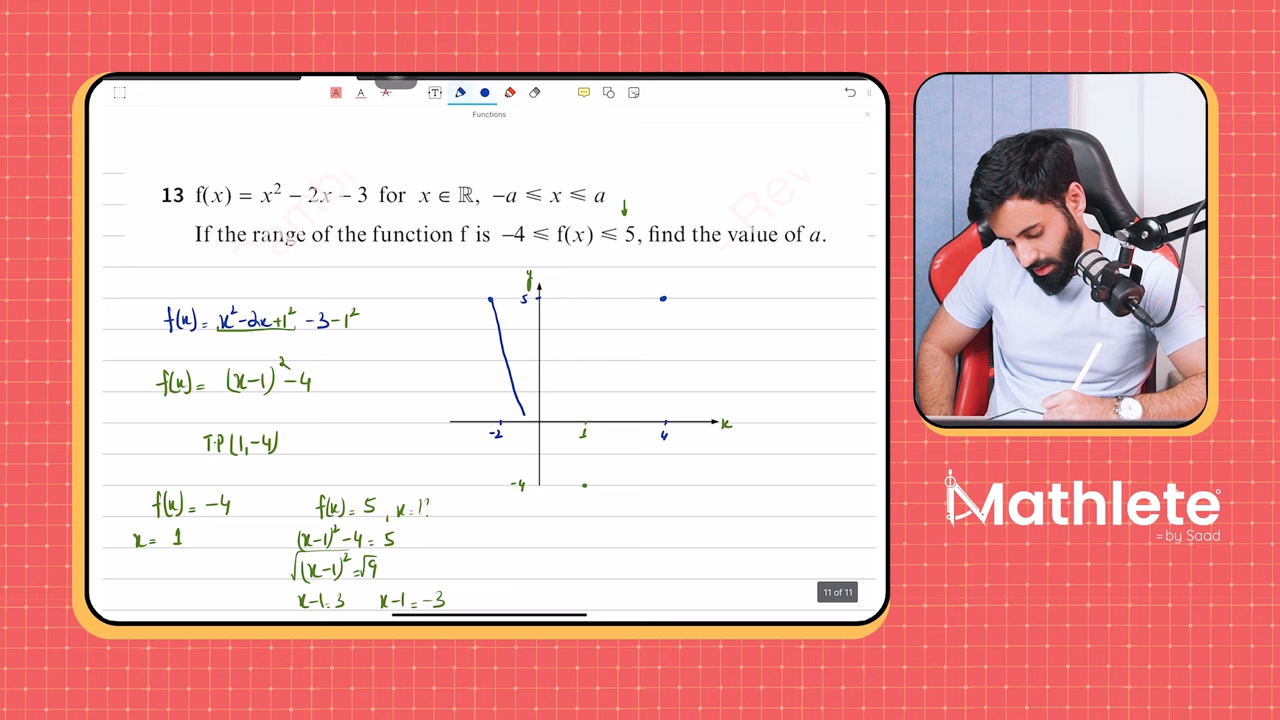 Functions
13 f(x) = x² − 2x − 3 for x ∈ ℝ, −a ⩽ x ⩽ a
If the range of the function f is −4 ⩽ f(x) ⩽ 5, find the value of a.
f(x) = x²-2x+1² -3-1²
f(x) = (x-1)² -4
T.P (1,-4)
f(x) = -4
x = 1
f(x) = 5 , x = 1?
(x-1)² -4 = 5
√(x-1)² = √9
x-1 = 3 x-1 = -3
y
5
-2 1 4 x
-4
11 of 11
Mathlete
= by Saad